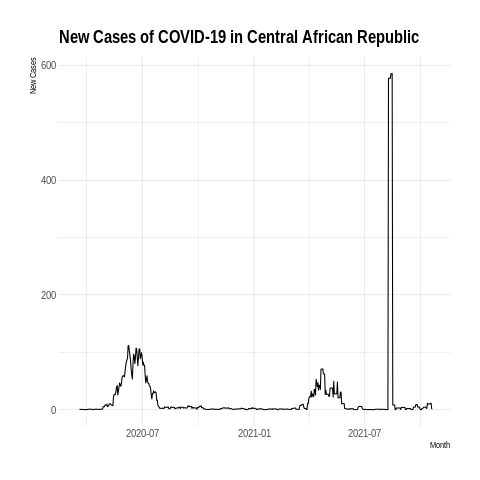 New Cases of COVID-19 in Central African Republic
New Cases
600
400
200
0
2020-07
2021-01
2021-07
Month